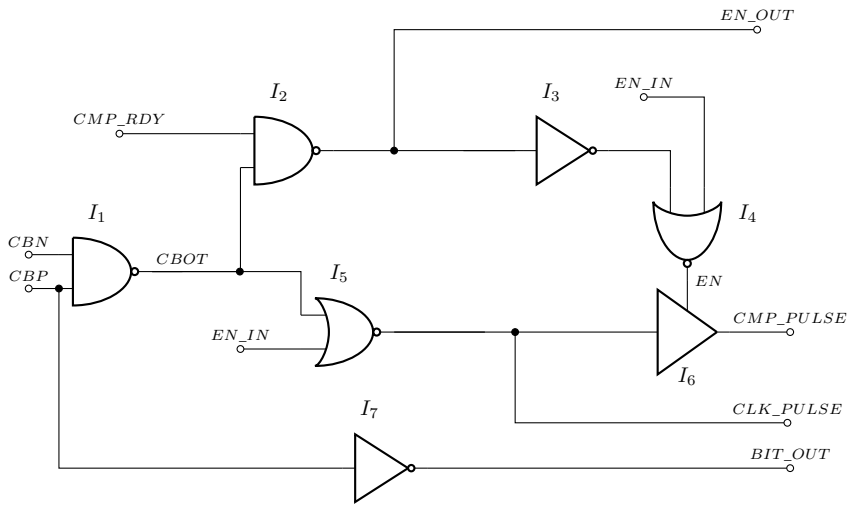 EN_OUT
EN_IN
I2
I3
CMP_RDY
I1
I4
CBN
CBOT
CBP
I5
EN
EN_IN
CMP_PULSE
I6
I7
CLK_PULSE
BIT_OUT